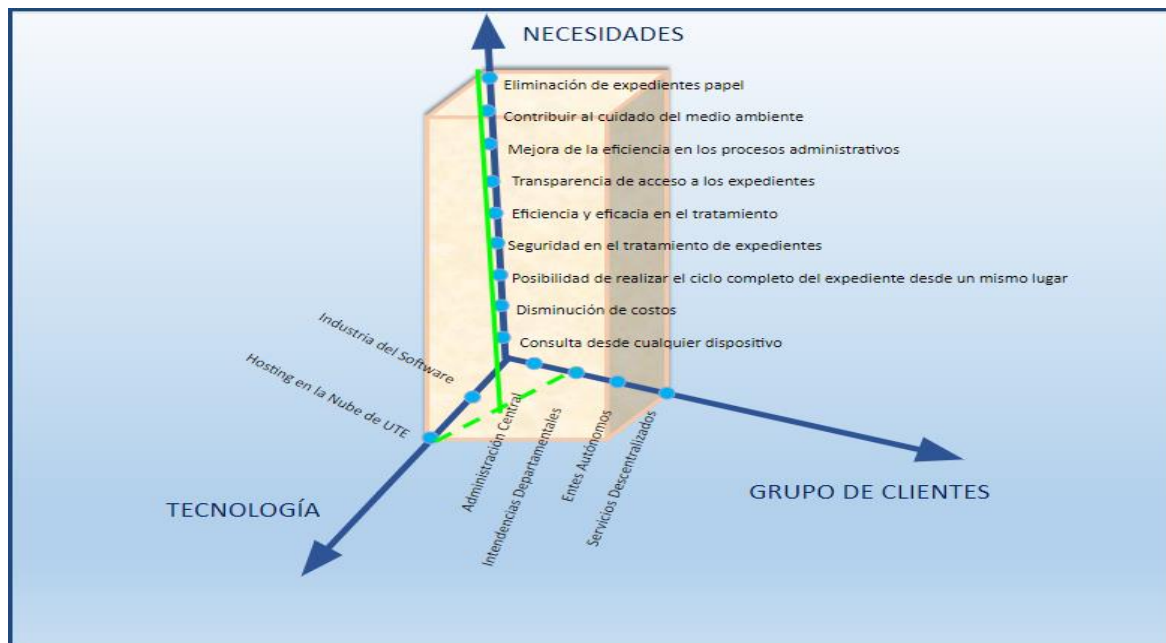 NECESIDADES
Eliminación de expedientes papel
Contribuir al cuidado del medio ambiente
Mejora de la eficiencia en los procesos administrativos
Transparencia de acceso a los expedientes
Eficiencia y eficacia en el tratamiento
Seguridad en el tratamiento de expedientes
Posibilidad de realizar el ciclo completo del expediente desde un mismo lugar
Disminución de costos
Consulta desde cualquier dispositivo
Industria del Software
Hosting en la Nube de UTE
TECNOLOGÍA
Administración Central
Intendencias Departamentales
Entes Autónomos
Servicios Descentralizados
GRUPO DE CLIENTES